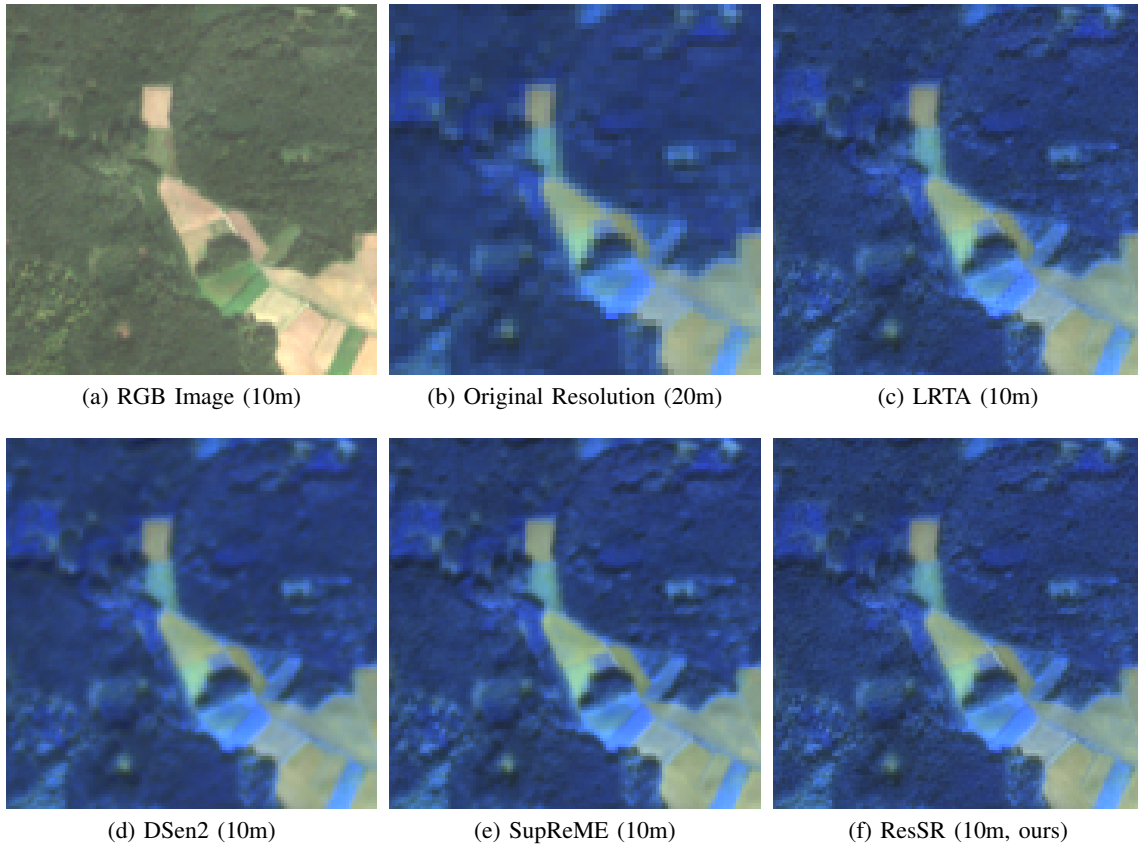 (a) RGB Image (10m)
(b) Original Resolution (20m)
(c) LRTA (10m)
(d) DSen2 (10m)
(e) SupReME (10m)
(f) ResSR (10m, ours)